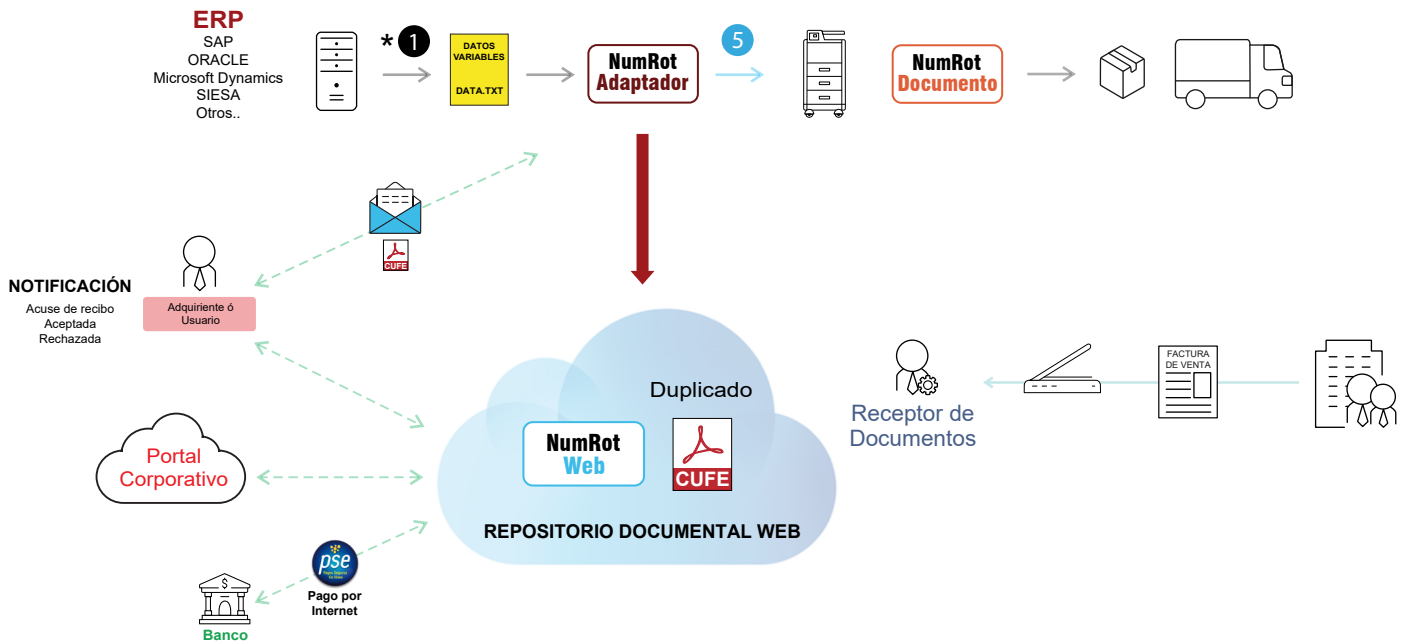 ERP
SAP
ORACLE
Microsoft Dynamics
SIESA
Otros..
* 1
DATOS
VARIABLES
DATA.TXT
NumRot
Adaptador
5
NumRot
Documento
CUFE
NOTIFICACIÓN
Acuse de recibo
Aceptada
Rechazada
Adquiriente ó
Usuario
Duplicado
NumRot
Web
CUFE
REPOSITORIO DOCUMENTAL WEB
Receptor de
Documentos
FACTURA
DE VENTA
Portal
Corporativo
pse
Pago por
Internet
$
Banco